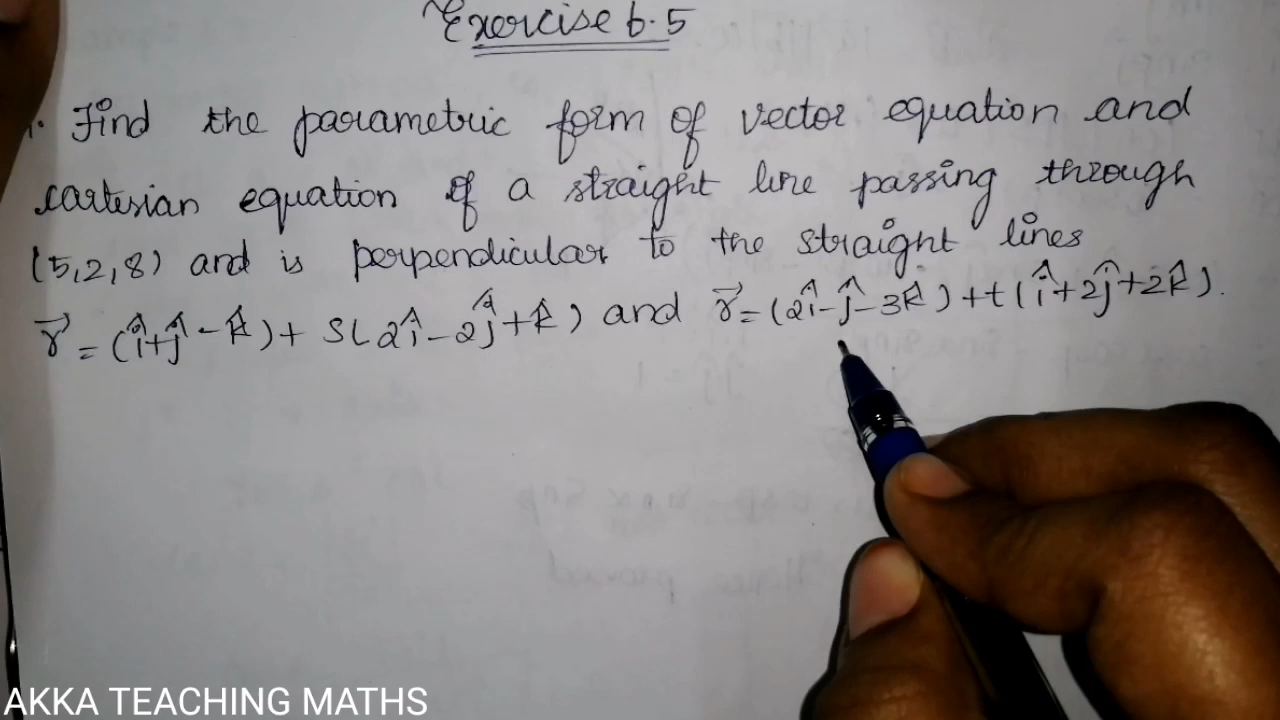 Exercise 6.5
1. Find the parametric form of vector equation and
cartesian equation of a straight line passing through
(5,2,8) and is perpendicular to the straight lines
r⃗ = (î+ĵ-k̂)+ s(2î-2ĵ+k̂) and r⃗=(2î-ĵ-3k̂)+t(î+2ĵ+2k̂).
AKKA TEACHING MATHS